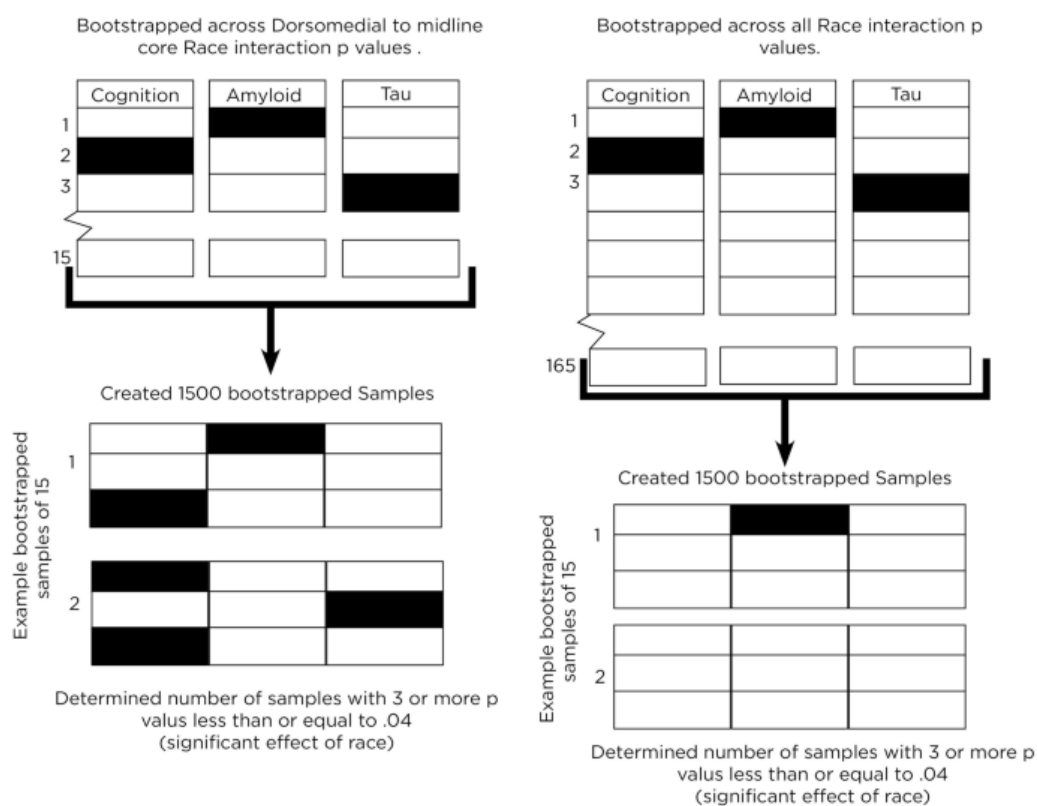 Bootstrapped across Dorsomedial to midline
core Race interaction p values .
Cognition
Amyloid
Tau
1
2
3
15
Created 1500 bootstrapped Samples
Example bootstrapped
samples of 15
1
2
Determined number of samples with 3 or more p
valus less than or equal to .04
(significant effect of race)
Bootstrapped across all Race interaction p
values.
Cognition
Amyloid
Tau
1
2
3
165
Created 1500 bootstrapped Samples
Example bootstrapped
samples of 15
1
2
Determined number of samples with 3 or more p
valus less than or equal to .04
(significant effect of race)